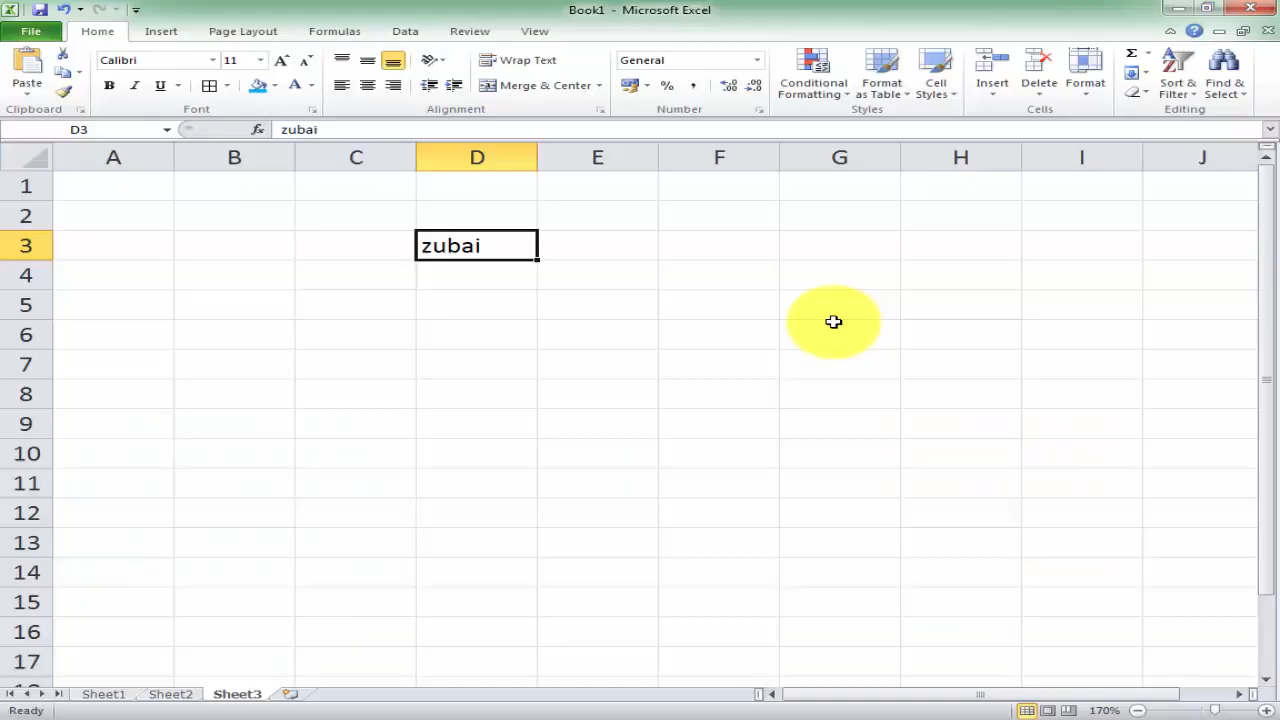 Book1 - Microsoft Excel
File Home Insert Page Layout Formulas Data Review View
Paste
Calibri 11
B I U A
Wrap Text
Merge & Center
General
% ,
Conditional Formatting
Format as Table
Cell Styles
Insert Delete Format
Sort & Filter
Find & Select
Clipboard Font Alignment Number Styles Cells Editing
D3 fx zubai
A B C D E F G H I J
1
2
3 zubai
4
5
6
7
8
9
10
11
12
13
14
15
16
17
Sheet1 Sheet2 Sheet3
Ready 170%